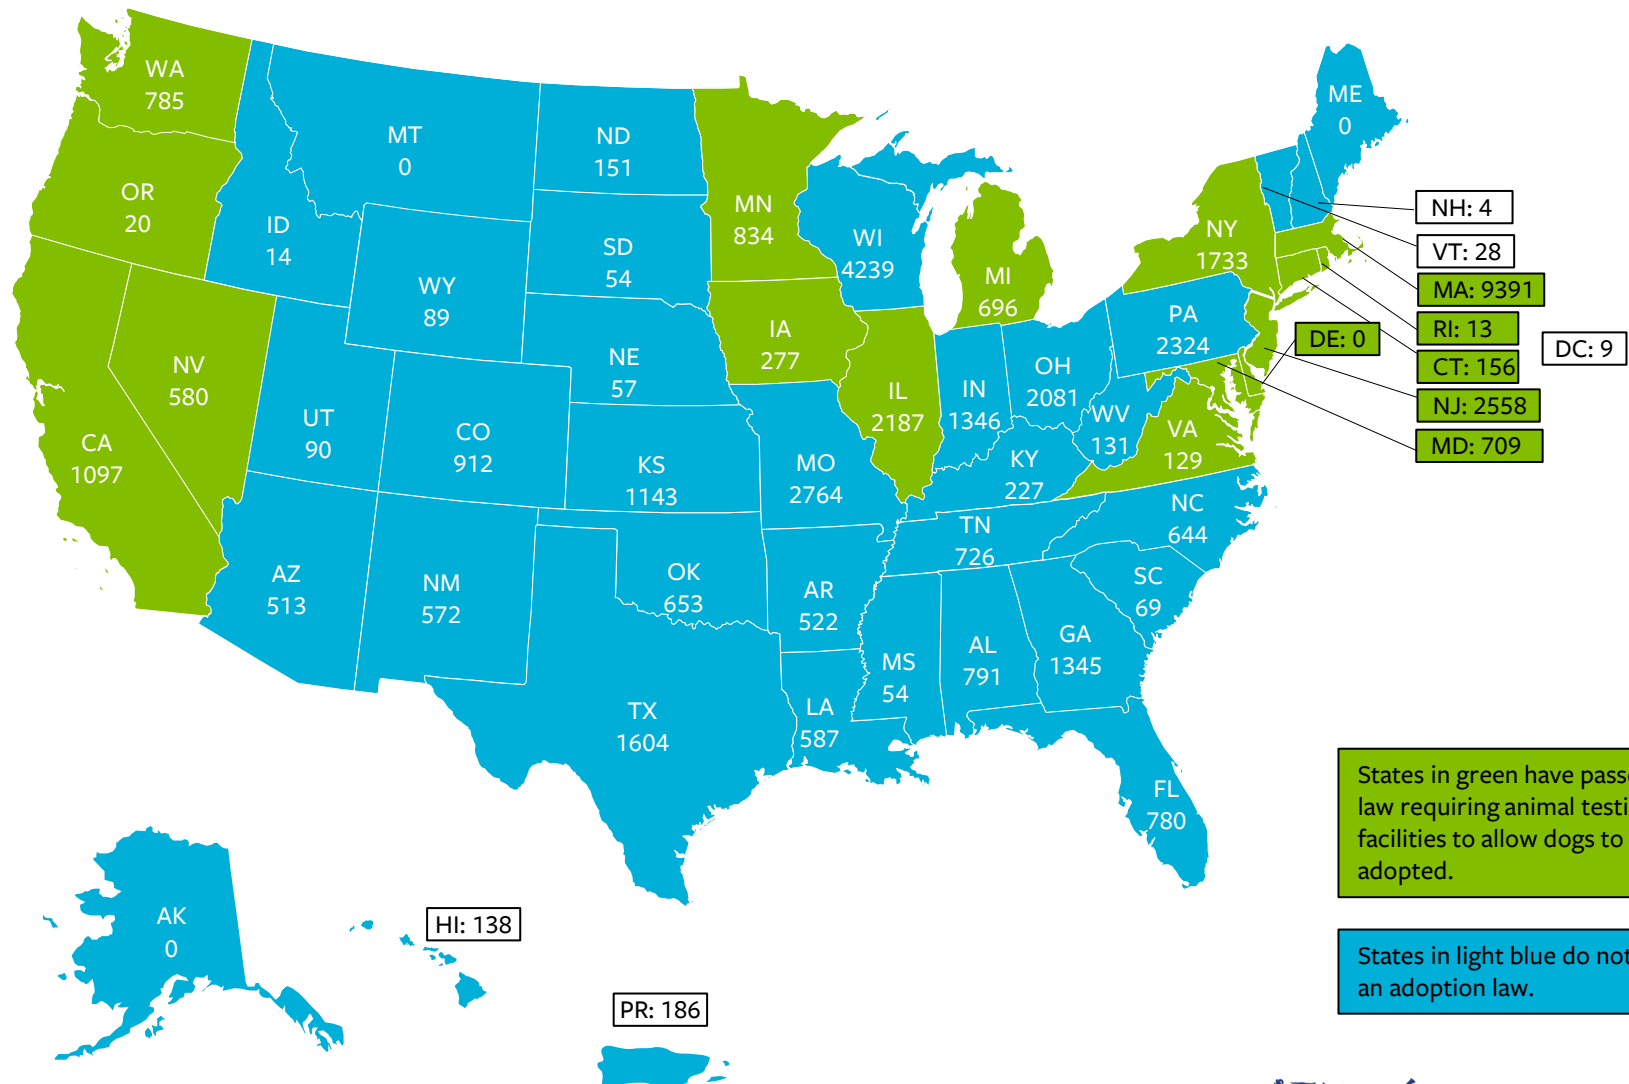 WA
785
OR
20
CA
1097
NV
580
ID
14
MT
0
WY
89
UT
90
CO
912
AZ
513
NM
572
ND
151
SD
54
NE
57
KS
1143
OK
653
TX
1604
MN
834
IA
277
MO
2764
AR
522
LA
587
WI
4239
IL
2187
MI
696
IN
1346
OH
2081
KY
227
TN
726
MS
54
AL
791
GA
1345
FL
780
SC
69
NC
644
VA
129
WV
131
PA
2324
NY
1733
ME
0
NH: 4
VT: 28
MA: 9391
RI: 13
CT: 156
NJ: 2558
MD: 709
DE: 0
DC: 9
AK
0
HI: 138
PR: 186
States in green have pass
law requiring animal testi
facilities to allow dogs to
adopted.
States in light blue do not
an adoption law.